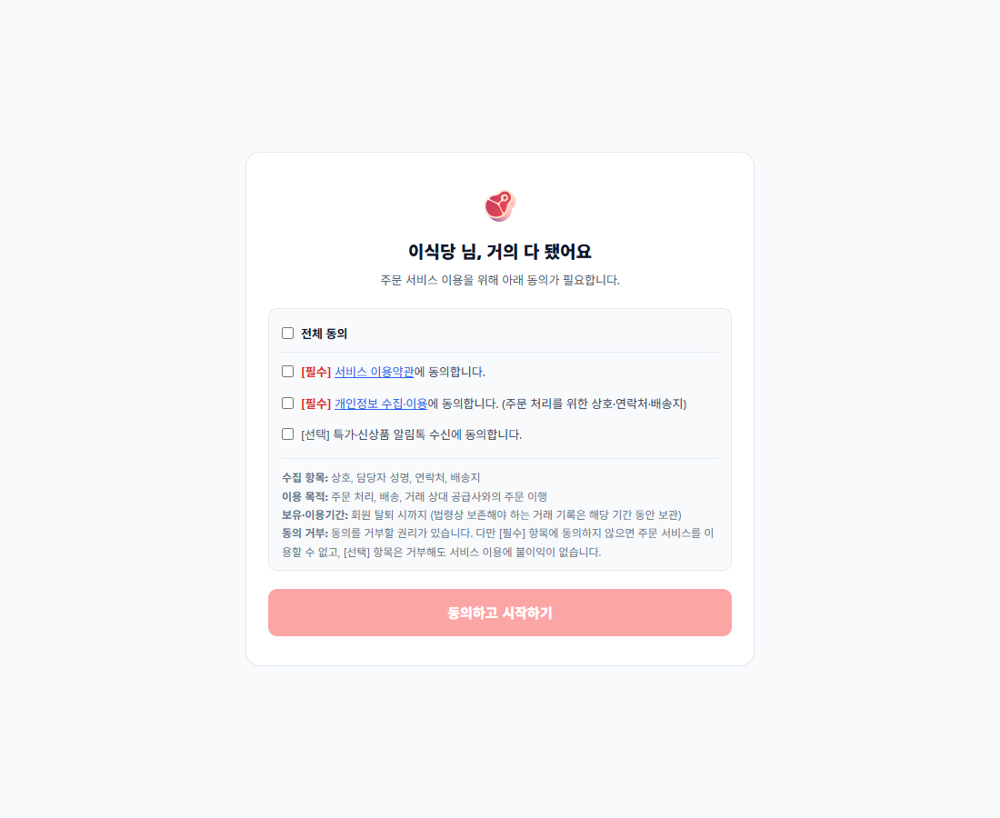 이식당 님, 거의 다 됐어요
주문 서비스 이용을 위해 아래 동의가 필요합니다.
전체 동의
[필수] 서비스 이용약관에 동의합니다.
[필수] 개인정보 수집·이용에 동의합니다. (주문 처리를 위한 상호·연락처·배송지)
[선택] 특가·신상품 알림톡 수신에 동의합니다.
수집 항목: 상호, 담당자 성명, 연락처, 배송지
이용 목적: 주문 처리, 배송, 거래 상대 공급사와의 주문 이행
보유·이용기간: 회원 탈퇴 시까지 (법령상 보존해야 하는 거래 기록은 해당 기간 동안 보관)
동의 거부: 동의를 거부할 권리가 있습니다. 다만 [필수] 항목에 동의하지 않으면 주문 서비스를 이
용할 수 없고, [선택] 항목은 거부해도 서비스 이용에 불이익이 없습니다.
동의하고 시작하기